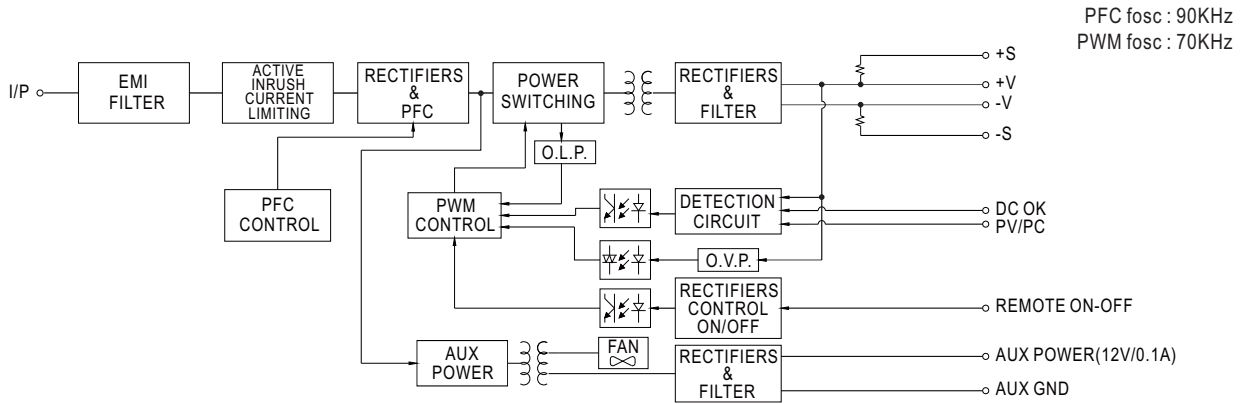 PFC fosc : 90KHz
PWM fosc : 70KHz
I/P
EMI
FILTER
ACTIVE
INRUSH
CURRENT
LIMITING
RECTIFIERS
&
PFC
POWER
SWITCHING
RECTIFIERS
&
FILTER
+S
+V
-V
-S
O.L.P.
PFC
CONTROL
PWM
CONTROL
DETECTION
CIRCUIT
DC OK
PV/PC
O.V.P.
RECTIFIERS
CONTROL
ON/OFF
REMOTE ON-OFF
AUX
POWER
FAN
RECTIFIERS
&
FILTER
AUX POWER(12V/0.1A)
AUX GND